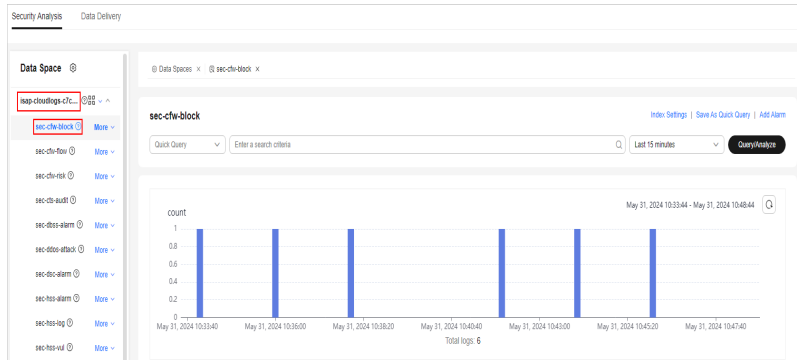 Security Analysis Data Delivery
Data Space
Data Spaces × sec-cfw-block ×
isap-cloudlogs-c7c...
sec-cfw-block More
sec-cfw-flow More
sec-cfw-risk More
sec-cts-audit More
sec-dbss-alarm More
sec-ddos-attack More
sec-dsc-alarm More
sec-hss-alarm More
sec-hss-log More
sec-hss-vul More
sec-cfw-block
Index Settings | Save As Quick Query | Add Alarm
Quick Query Enter a search criteria Last 15 minutes Query/Analyze
May 31, 2024 10:33:44 - May 31, 2024 10:48:44
count
1
0.8
0.6
0.4
0.2
0
May 31, 2024 10:33:40 May 31, 2024 10:36:00 May 31, 2024 10:38:20 May 31, 2024 10:40:40 May 31, 2024 10:43:00 May 31, 2024 10:45:20 May 31, 2024 10:47:40
Total logs: 6